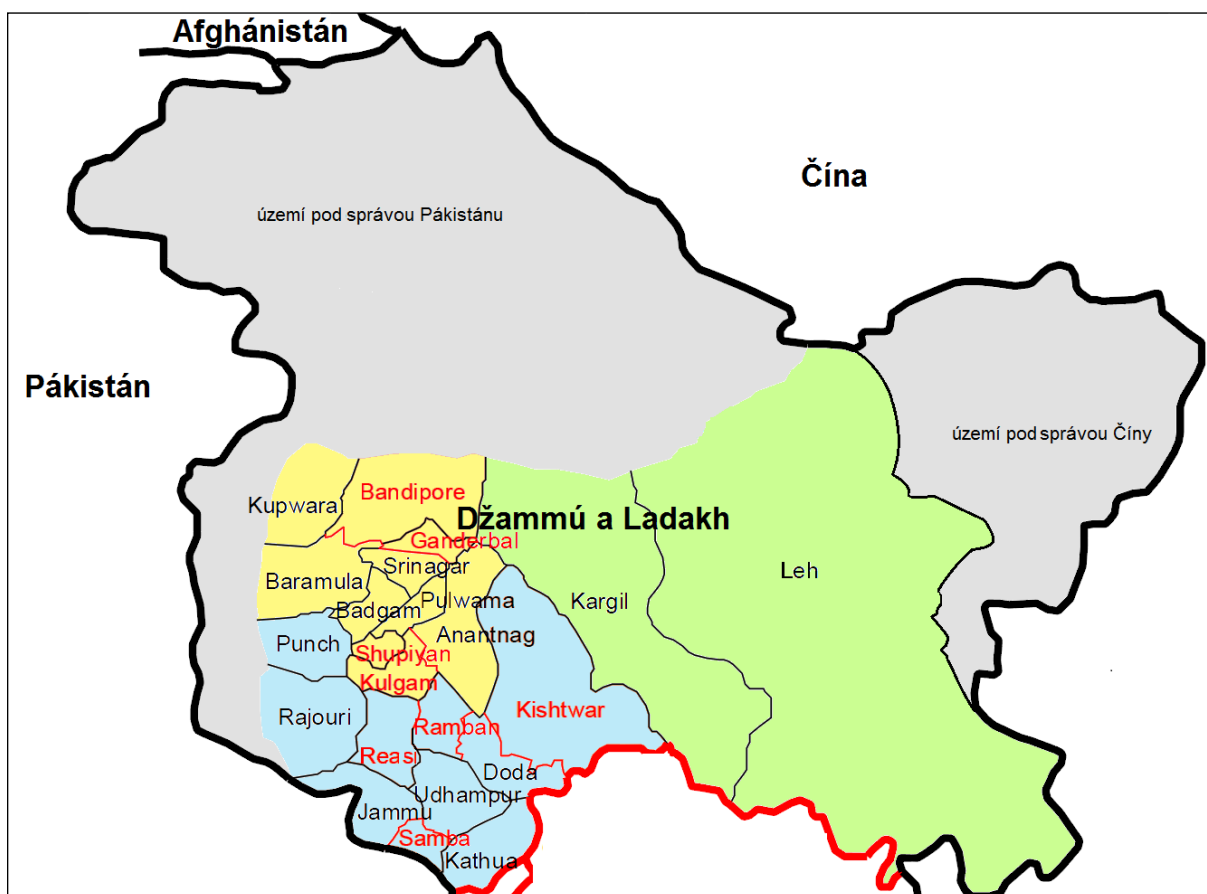 Afghánistán
Čína
území pod správou Pákistánu
Pákistán
území pod správou Číny
Kupwara
Bandipore
Džammú a Ladakh
Ganderbal
Srinagar
Baramula
Leh
Badgam
Pulwama
Kargil
Punch
Anantnag
Shupiyan
Kulgam
Rajouri
Ramban
Kishtwar
Reasi
Doda
Udhampur
Jammu
Samba
Kathua